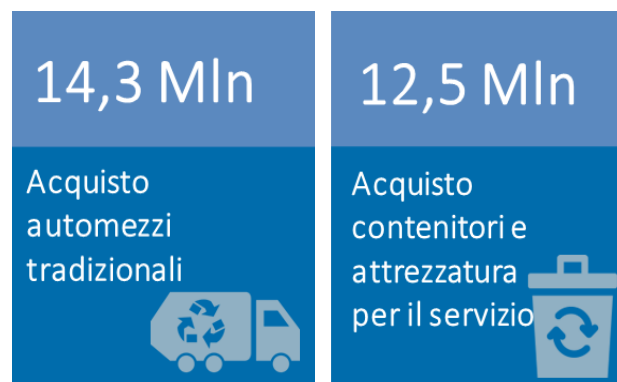 14,3 Mln
Acquisto
automezzi
tradizionali
12,5 Mln
Acquisto
contenitori e
attrezzatura
per il servizio